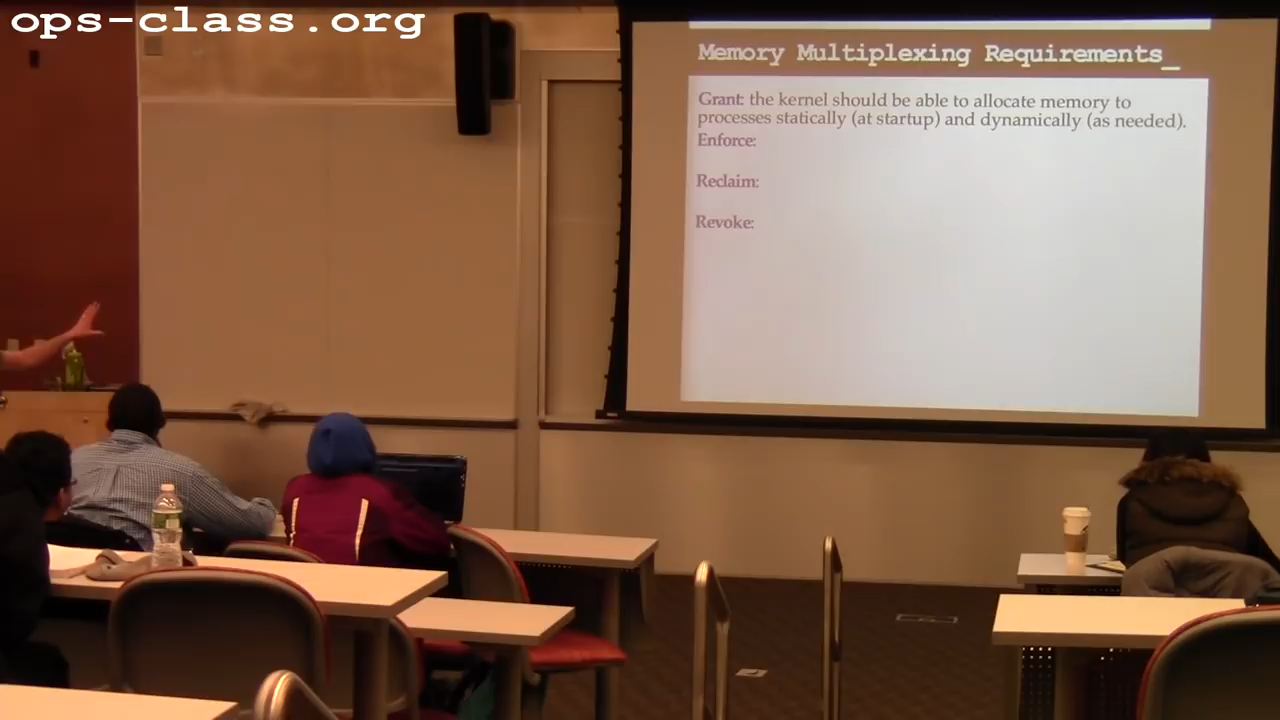 ops-class.org
Memory Multiplexing Requirements_
Grant: the kernel should be able to allocate memory to
processes statically (at startup) and dynamically (as needed).
Enforce:
Reclaim:
Revoke: